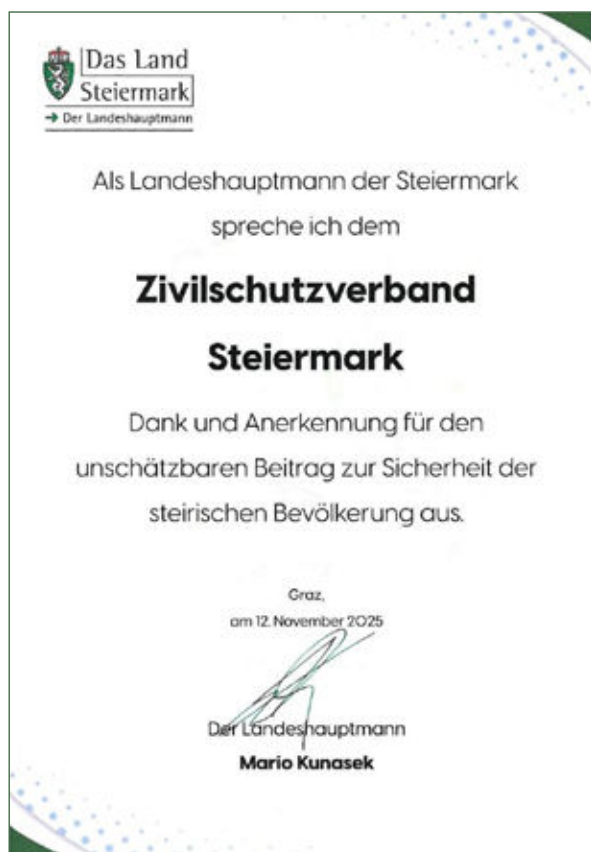 Das Land
Steiermark
→ Der Landeshauptmann
Als Landeshauptmann der Steiermark
spreche ich dem
Zivilschutzverband
Steiermark
Dank und Anerkennung für den
unschätzbaren Beitrag zur Sicherheit der
steirischen Bevölkerung aus.
Graz,
am 12. November 2025
Der Landeshauptmann
Mario Kunasek